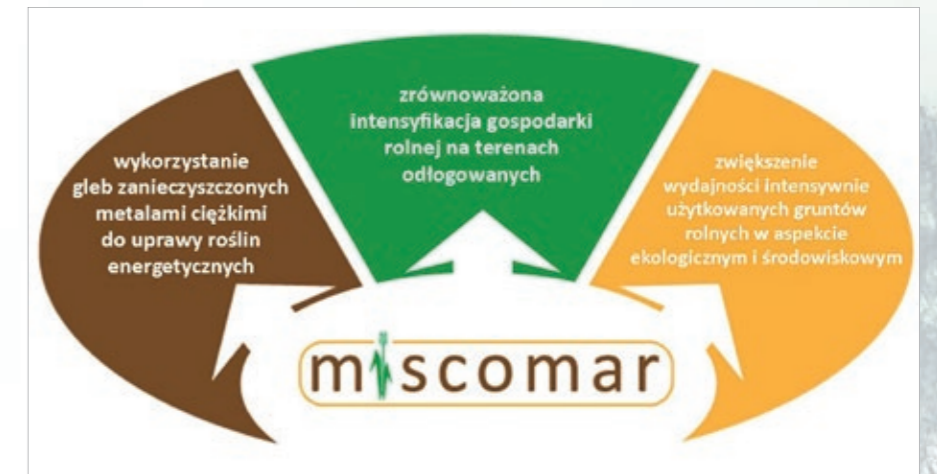 wykorzystanie
gleb zanieczyszczonych
metalami ciężkimi
do uprawy roślin
energetycznych
zrównoważona
intensyfikacja gospodarki
rolnej na terenach
odłogowanych
zwiększenie
wydajności intensywnie
użytkowanych gruntów
rolnych w aspekcie
ekologicznym i środowiskowym
miscomar